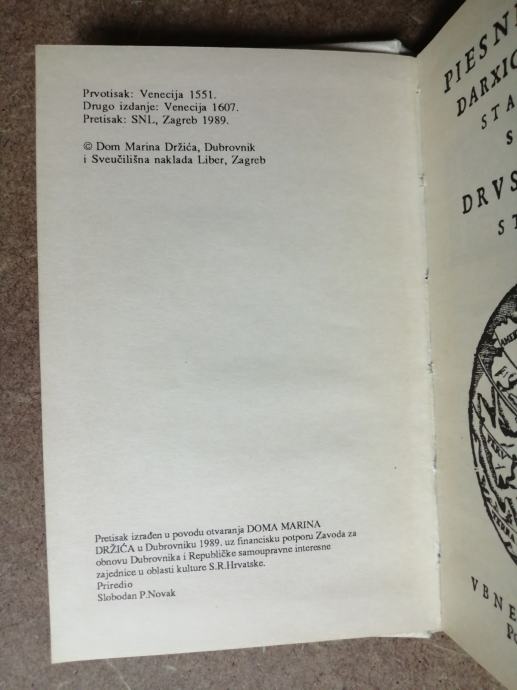 Prvotisak: Venecija 1551.
Drugo izdanje: Venecija 1607.
Pretisak: SNL, Zagreb 1989.
© Dom Marina Držića, Dubrovnik
i Sveučilišna naklada Liber, Zagreb
Pretisak izrađen u povodu otvaranja DOMA MARINA
DRŽIĆA u Dubrovniku 1989. uz financisku potporu Zavoda za
obnovu Dubrovnika i Republičke samoupravne interesne
zajednice u oblasti kulture S.R.Hrvatske.
Priredio
Slobodan P.Novak
PIESN
DARXIC
STA
S
DRVS
ST
AMER
VBNE